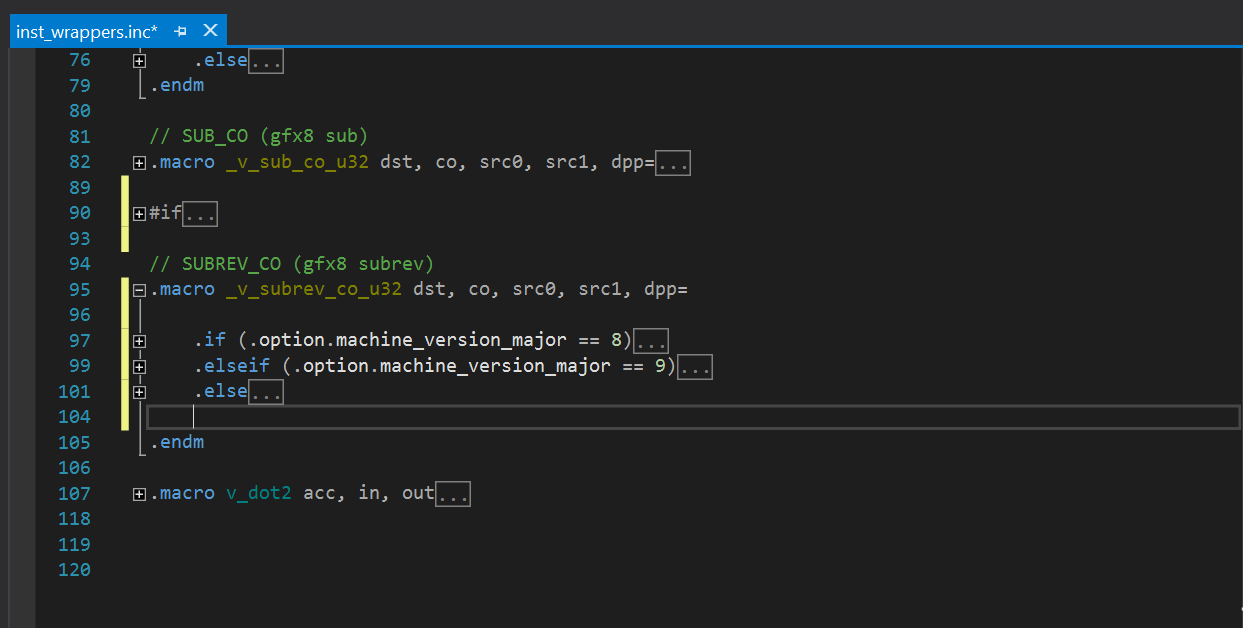 inst_wrappers.inc*
76 .else...
79 .endm
80
81 // SUB_CO (gfx8 sub)
82 .macro _v_sub_co_u32 dst, co, src0, src1, dpp=...
89
90 #if...
93
94 // SUBREV_CO (gfx8 subrev)
95 .macro _v_subrev_co_u32 dst, co, src0, src1, dpp=
96
97 .if (.option.machine_version_major == 8)...
99 .elseif (.option.machine_version_major == 9)...
101 .else...
104
105 .endm
106
107 .macro v_dot2 acc, in, out...
118
119
120